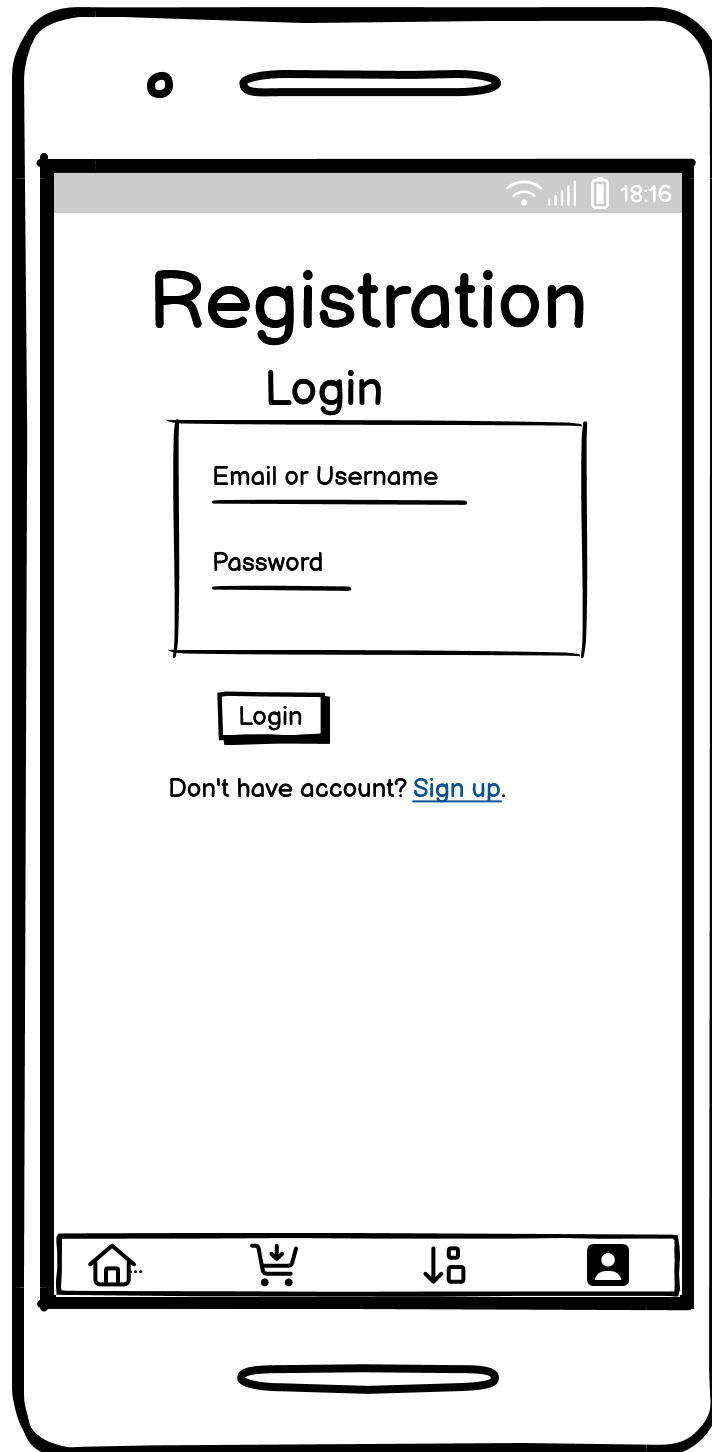 18:16
Registration
Login
Email or Username
Password
Login
Don't have account? Sign up.